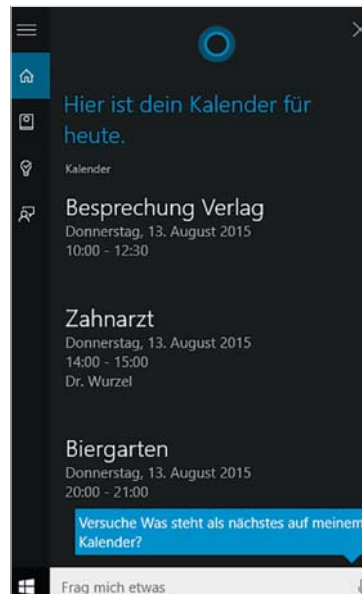 Hier ist dein Kalender für
heute.
Kalender
Besprechung Verlag
Donnerstag, 13. August 2015
10:00 - 12:30
Zahnarzt
Donnerstag, 13. August 2015
14:00 - 15:00
Dr. Wurzel
Biergarten
Donnerstag, 13. August 2015
20:00 - 21:00
Versuche Was steht als nächstes auf meinem
Kalender?
Frag mich etwas